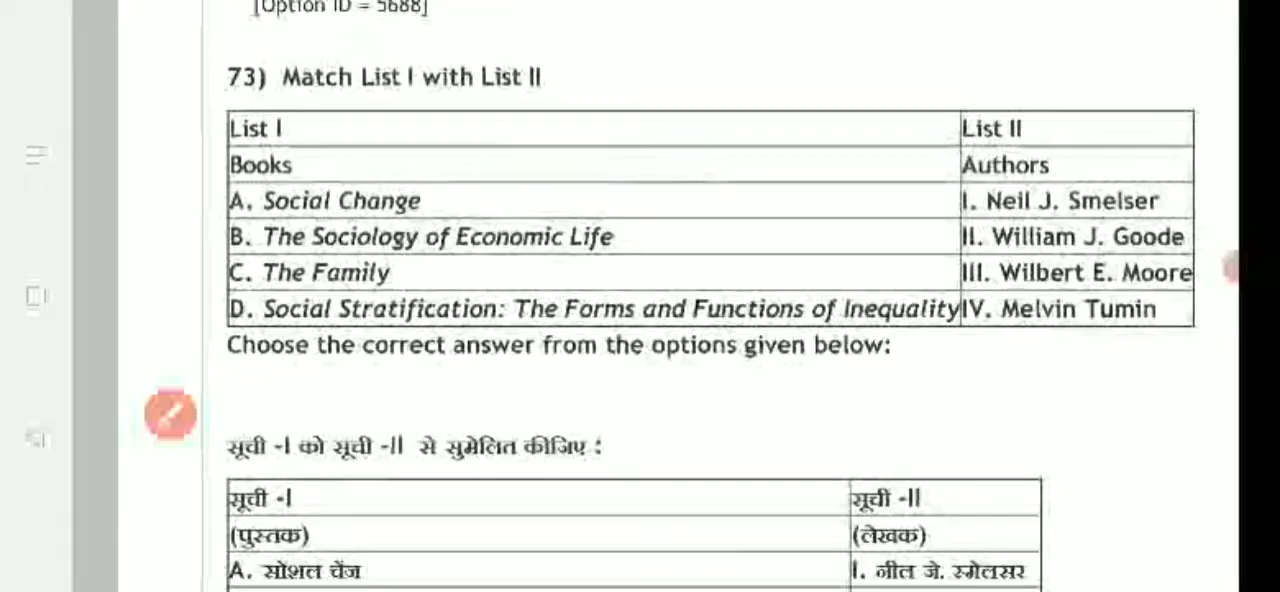 [Option ID = 5688]
73) Match List I with List II
List I List II
Books Authors
A. Social Change I. Neil J. Smelser
B. The Sociology of Economic Life II. William J. Goode
C. The Family III. Wilbert E. Moore
D. Social Stratification: The Forms and Functions of Inequality IV. Melvin Tumin
Choose the correct answer from the options given below:
सूची -I को सूची -II से सुमेलित कीजिए :
सूची -I सूची -II
(पुस्तक) (लेखक)
A. सोशल चेंज I. नील जे. स्मेलसर